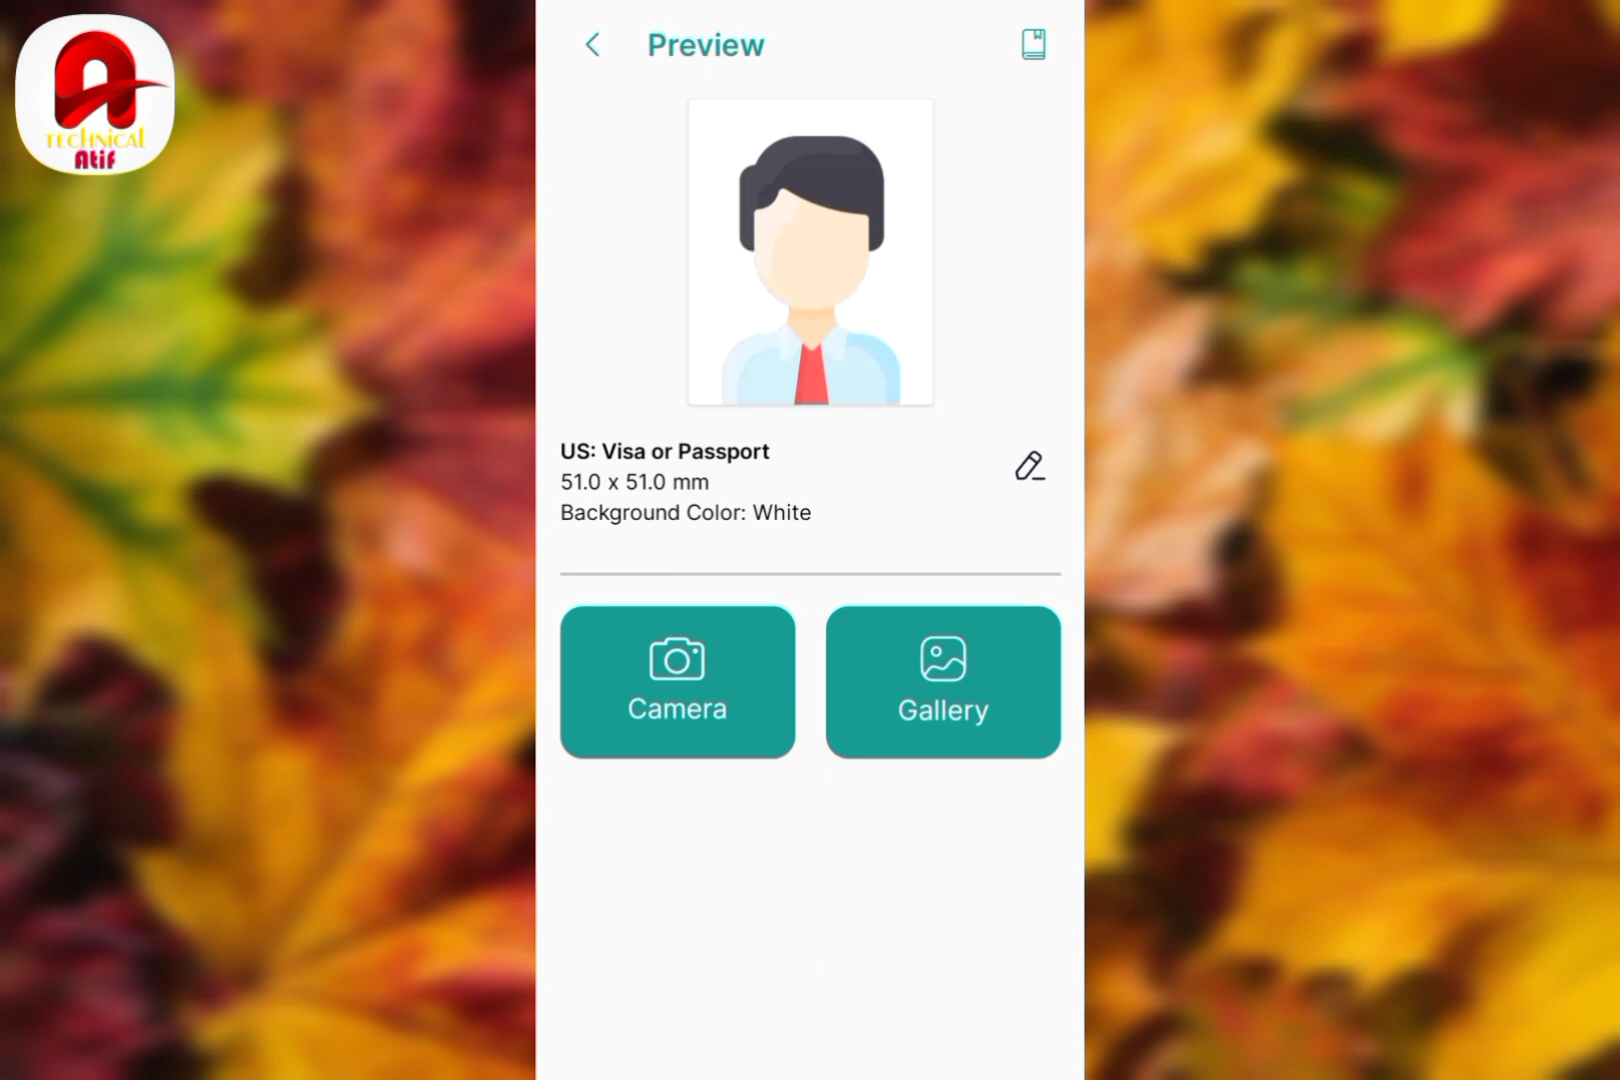 TECHNICAL
Atif
Preview
US: Visa or Passport
51.0 x 51.0 mm
Background Color: White
Camera
Gallery